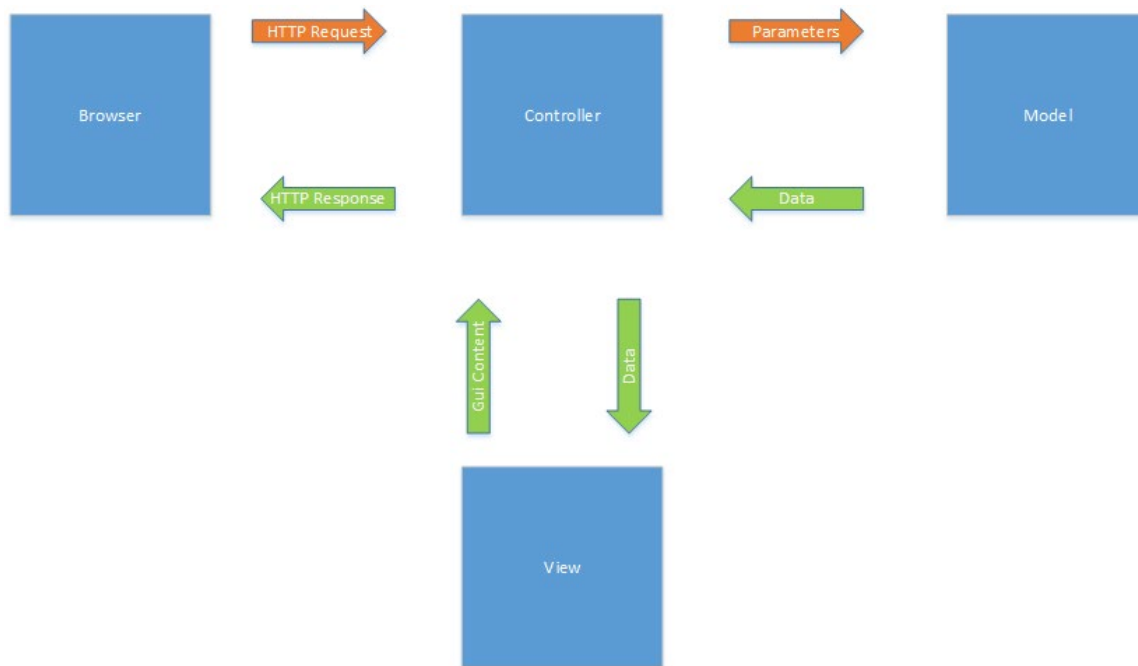 HTTP Request
Parameters
Browser
Controller
Model
HTTP Response
Data
Gui Content
Data
View